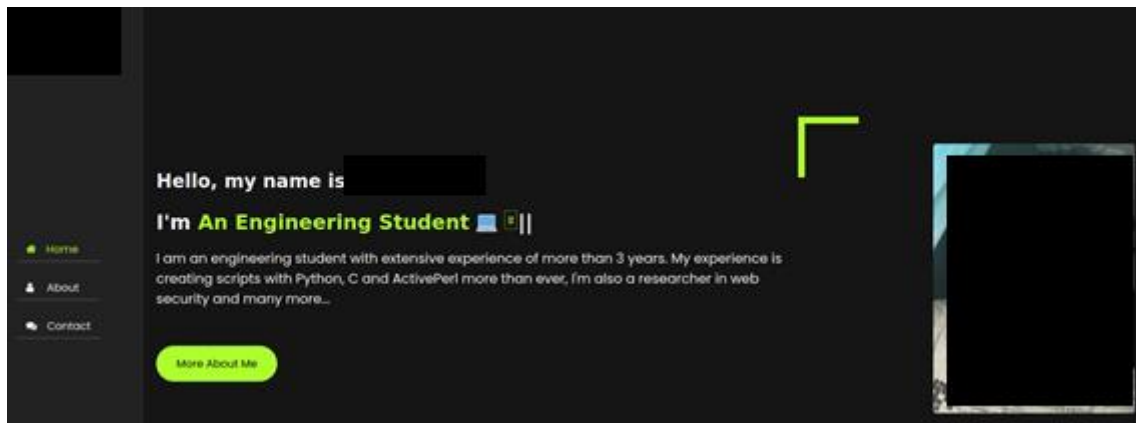 Home
About
Contact
Hello, my name is
I'm An Engineering Student 💻 ||
I am an engineering student with extensive experience of more than 3 years. My experience is
creating scripts with Python, C and ActivePerl more than ever, I'm also a researcher in web
security and many more...
More About Me